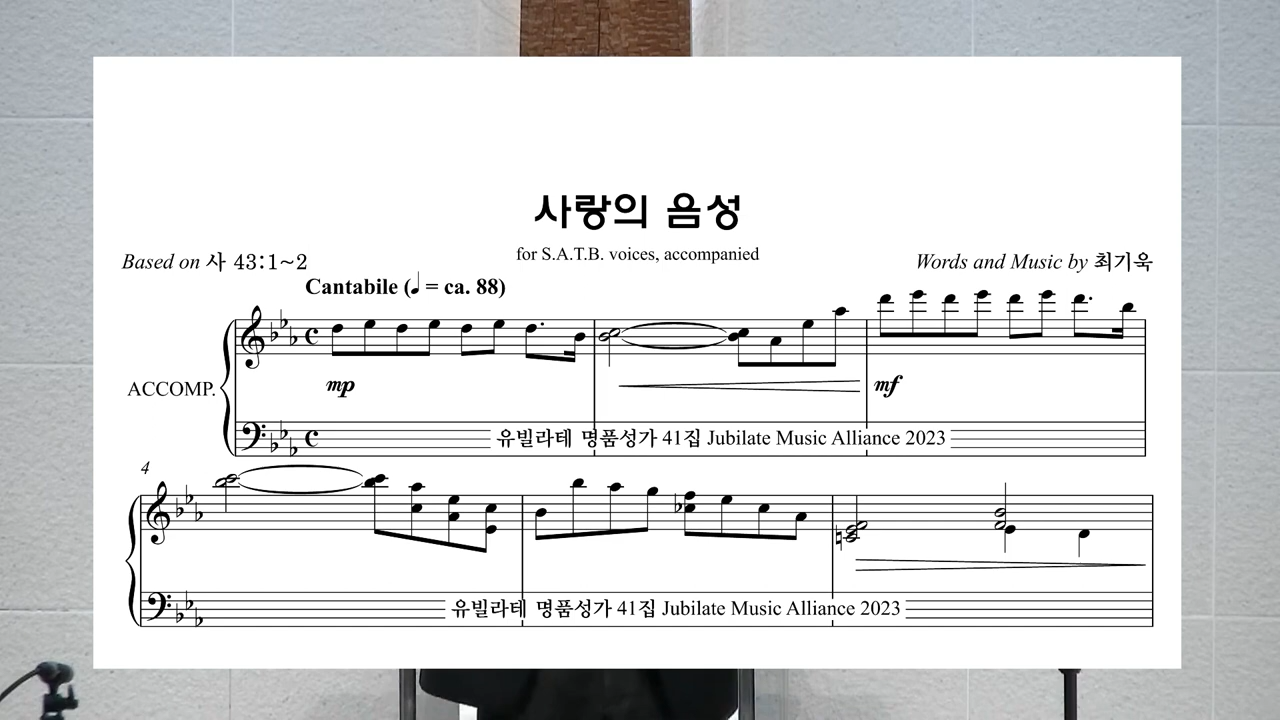 사랑의 음성
for S.A.T.B. voices, accompanied
Based on 사 43:1~2
Words and Music by 최기욱
Cantabile (♩ = ca. 88)
ACCOMP.
mp
mf
유빌라테 명품성가 41집 Jubilate Music Alliance 2023
4
유빌라테 명품성가 41집 Jubilate Music Alliance 2023